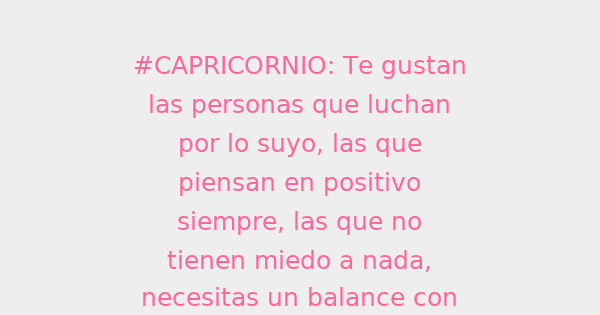 #CAPRICORNIO: Te gustan
las personas que luchan
por lo suyo, las que
piensan en positivo
siempre, las que no
tienen miedo a nada,
necesitas un balance con